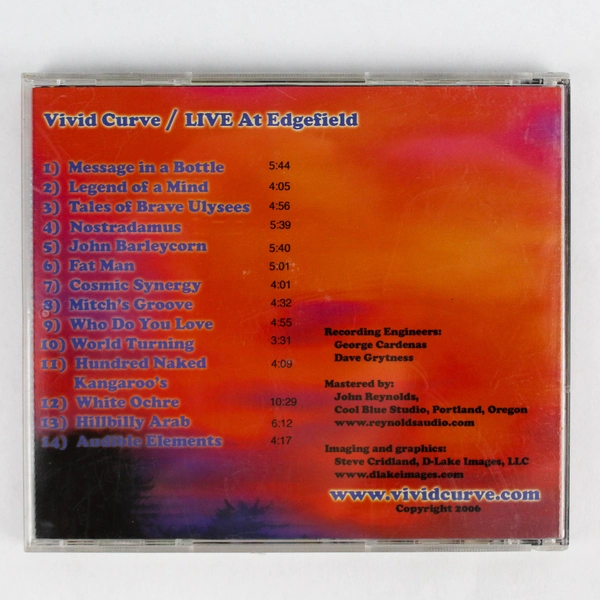 Vivid Curve / LIVE At Edgefield
1) Message in a Bottle 5:44
2) Legend of a Mind 4:05
3) Tales of Brave Ulysees 4:56
4) Nostradamus 5:39
5) John Barleycorn 5:40
6) Fat Man 5:01
7) Cosmic Synergy 4:01
8) Mitch's Groove 4:32
9) Who Do You Love 4:55
10) World Turning 3:31
11) Hundred Naked 4:09
Kangaroo's
12) White Ochre 10:29
13) Hillbilly Arab 6:12
14) Audible Elements 4:17
Recording Engineers:
George Cardenas
Dave Grytness
Mastered by:
John Reynolds,
Cool Blue Studio, Portland, Oregon
www.reynoldsaudio.com
Imaging and graphics:
Steve Cridland, D-Lake Images, LLC
www.dlakeimages.com
www.vividcurve.com
Copyright 2006